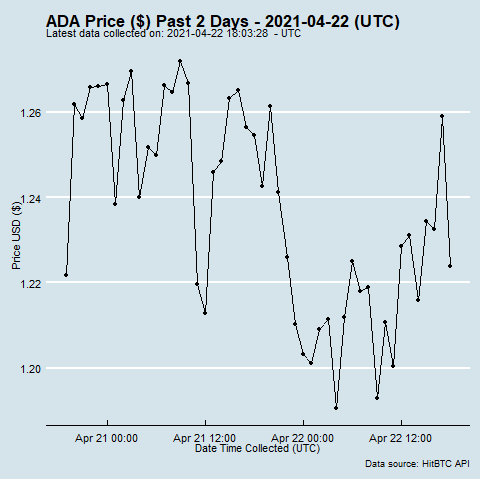 ADA Price ($) Past 2 Days - 2021-04-22 (UTC)
Latest data collected on: 2021-04-22 18:03:28  - UTC
1.26
1.24
1.22
1.20
Price USD ($)
Apr 21 00:00 Apr 21 12:00 Apr 22 00:00 Apr 22 12:00
Date Time Collected (UTC)
Data source: HitBTC API